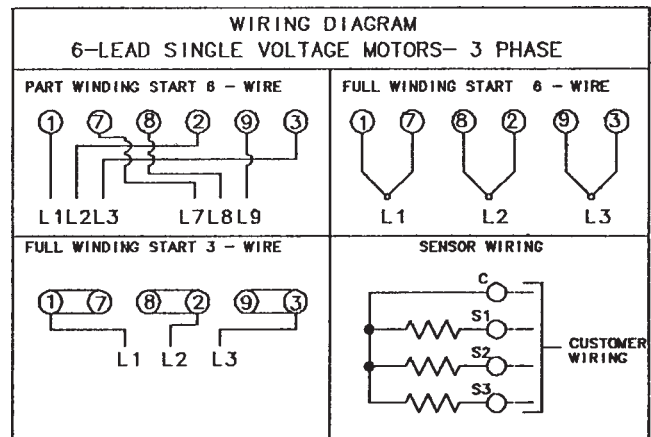 WIRING DIAGRAM
6-LEAD SINGLE VOLTAGE MOTORS- 3 PHASE
PART WINDING START 6 - WIRE
1 7 8 2 9 3
L1L2L3 L7L8L9
FULL WINDING START 6 - WIRE
1 7 8 2 9 3
L1 L2 L3
FULL WINDING START 3 - WIRE
1 7 8 2 9 3
L1 L2 L3
SENSOR WIRING
C
S1
S2
S3
CUSTOMER
WIRING